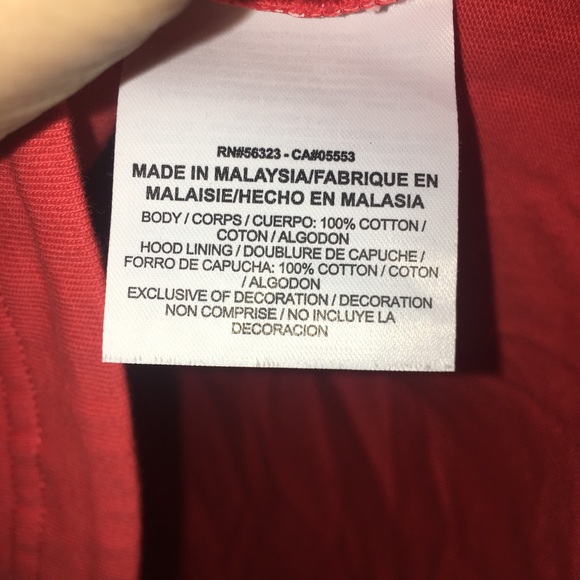 RN#56323 - CA#05553
MADE IN MALAYSIA/FABRIQUE EN
MALAISIE/HECHO EN MALASIA
BODY / CORPS / CUERPO: 100% COTTON /
COTON / ALGODON
HOOD LINING / DOUBLURE DE CAPUCHE /
FORRO DE CAPUCHA: 100% COTTON / COTON
/ ALGODON
EXCLUSIVE OF DECORATION / DECORATION
NON COMPRISE / NO INCLUYE LA
DECORACION